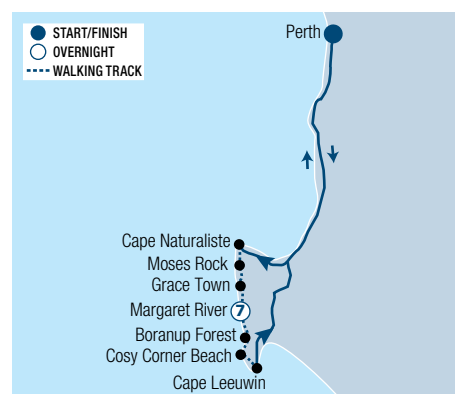 START/FINISH
OVERNIGHT
WALKING TRACK
Perth
Cape Naturaliste
Moses Rock
Grace Town
Margaret River 7
Boranup Forest
Cosy Corner Beach
Cape Leeuwin